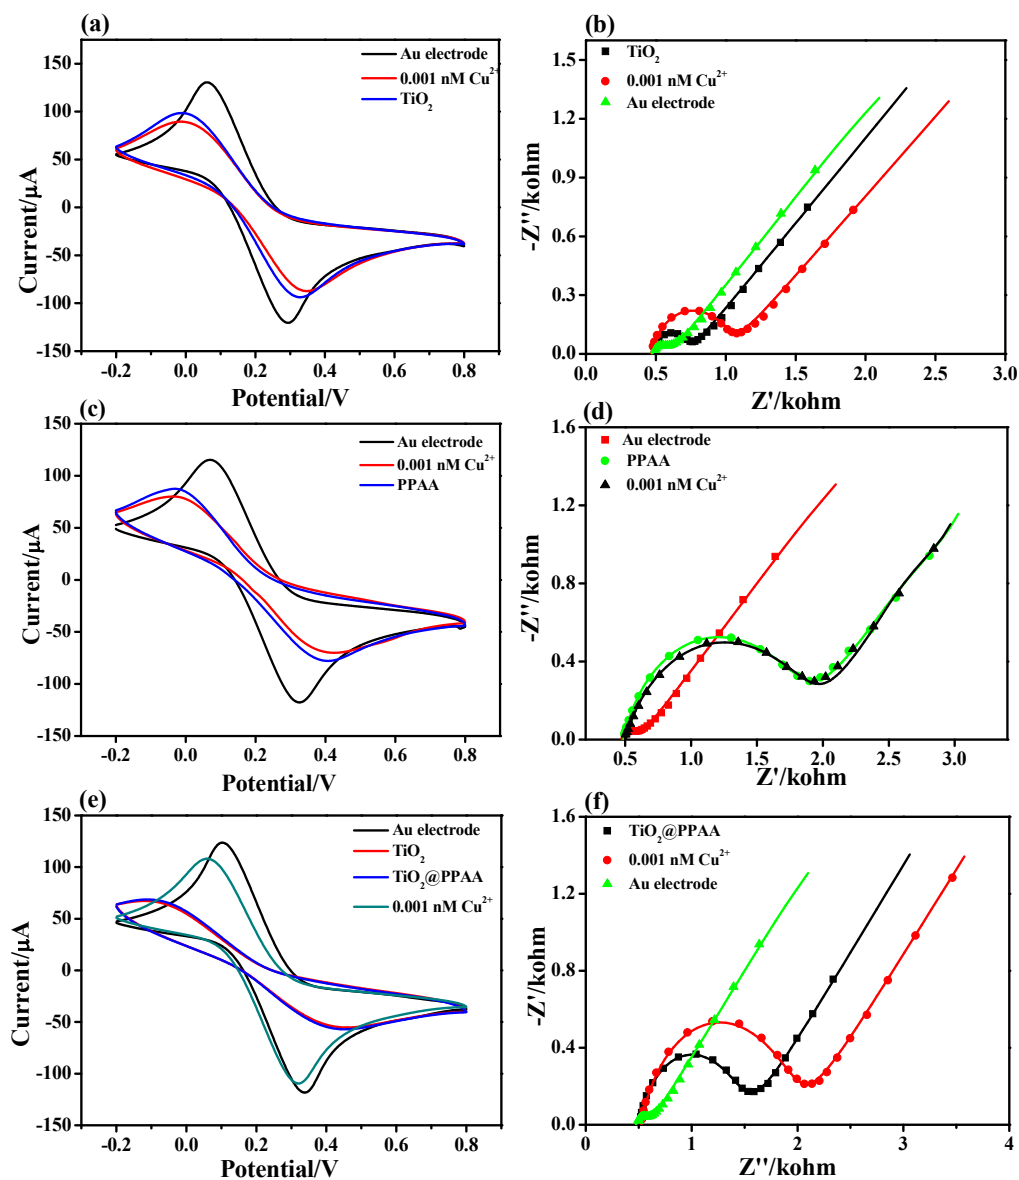 (a)
Au electrode
0.001 nM Cu²⁺
TiO₂
150
100
50
0
-50
-100
-150
Current/μA
-0.2 0.0 0.2 0.4 0.6 0.8
Potential/V
(b)
TiO₂
0.001 nM Cu²⁺
Au electrode
1.5
1.2
0.9
0.6
0.3
0.0
-Z''/kohm
0.0 0.5 1.0 1.5 2.0 2.5 3.0
Z'/kohm
(c)
Au electrode
0.001 nM Cu²⁺
PPAA
150
100
50
0
-50
-100
-150
Current/μA
-0.2 0.0 0.2 0.4 0.6 0.8
Potential/V
(d)
Au electrode
PPAA
0.001 nM Cu²⁺
1.6
1.2
0.8
0.4
0.0
-Z''/kohm
0.5 1.0 1.5 2.0 2.5 3.0
Z'/kohm
(e)
Au electrode
TiO₂
TiO₂@PPAA
0.001 nM Cu²⁺
150
100
50
0
-50
-100
-150
Current/μA
-0.2 0.0 0.2 0.4 0.6 0.8
Potential/V
(f)
TiO₂@PPAA
0.001 nM Cu²⁺
Au electrode
1.6
1.2
0.8
0.4
0.0
-Z'/kohm
0 1 2 3 4
Z''/kohm